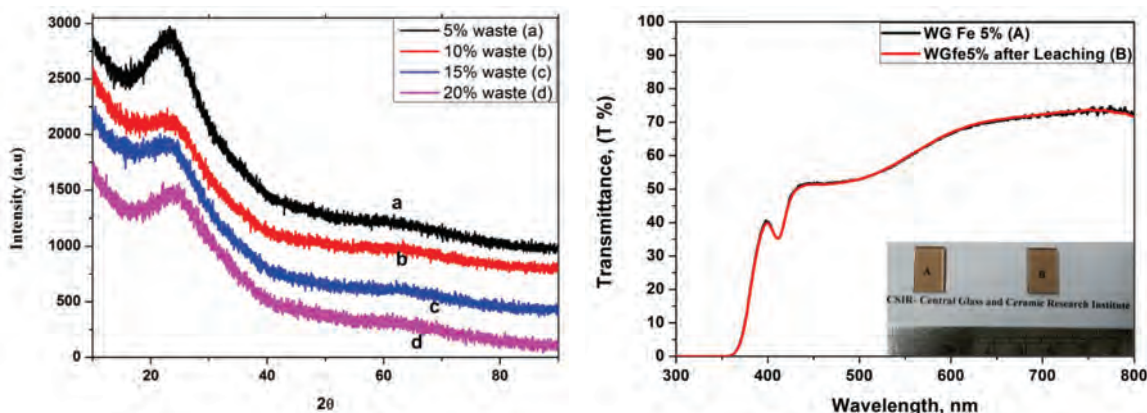 3000
2500
2000
1500
1000
500
0
Intensity (a.u)
5% waste (a)
10% waste (b)
15% waste (c)
20% waste (d)
a
b
c
d
20
40
60
80
2θ
100
90
80
70
60
50
40
30
20
10
0
Transmittance, (T %)
WG Fe 5% (A)
WGfe5% after Leaching (B)
A
B
CSIR- Central Glass and Ceramic Research Institute
300
400
500
600
700
800
Wavelength, nm